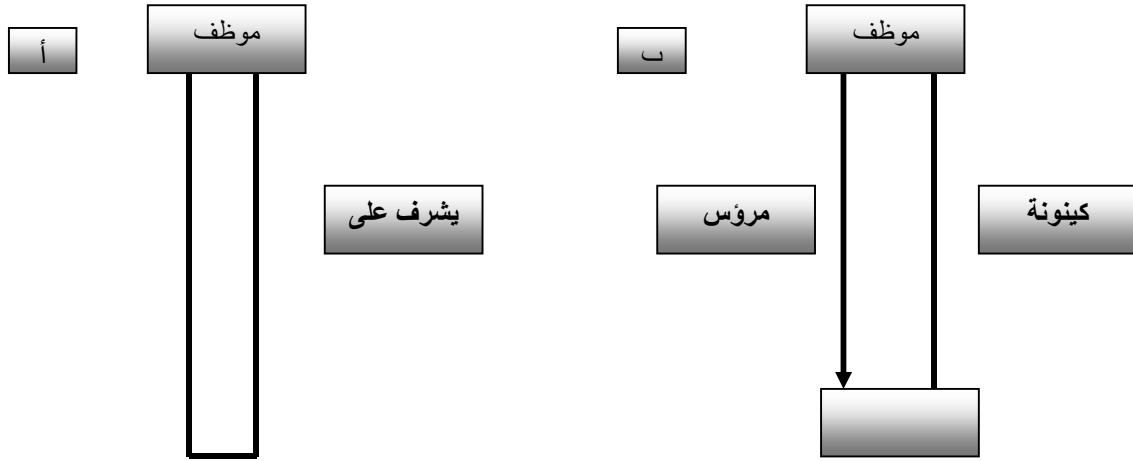 أ
موظف
ب
موظف
يشرف على
مرؤس
كينونة